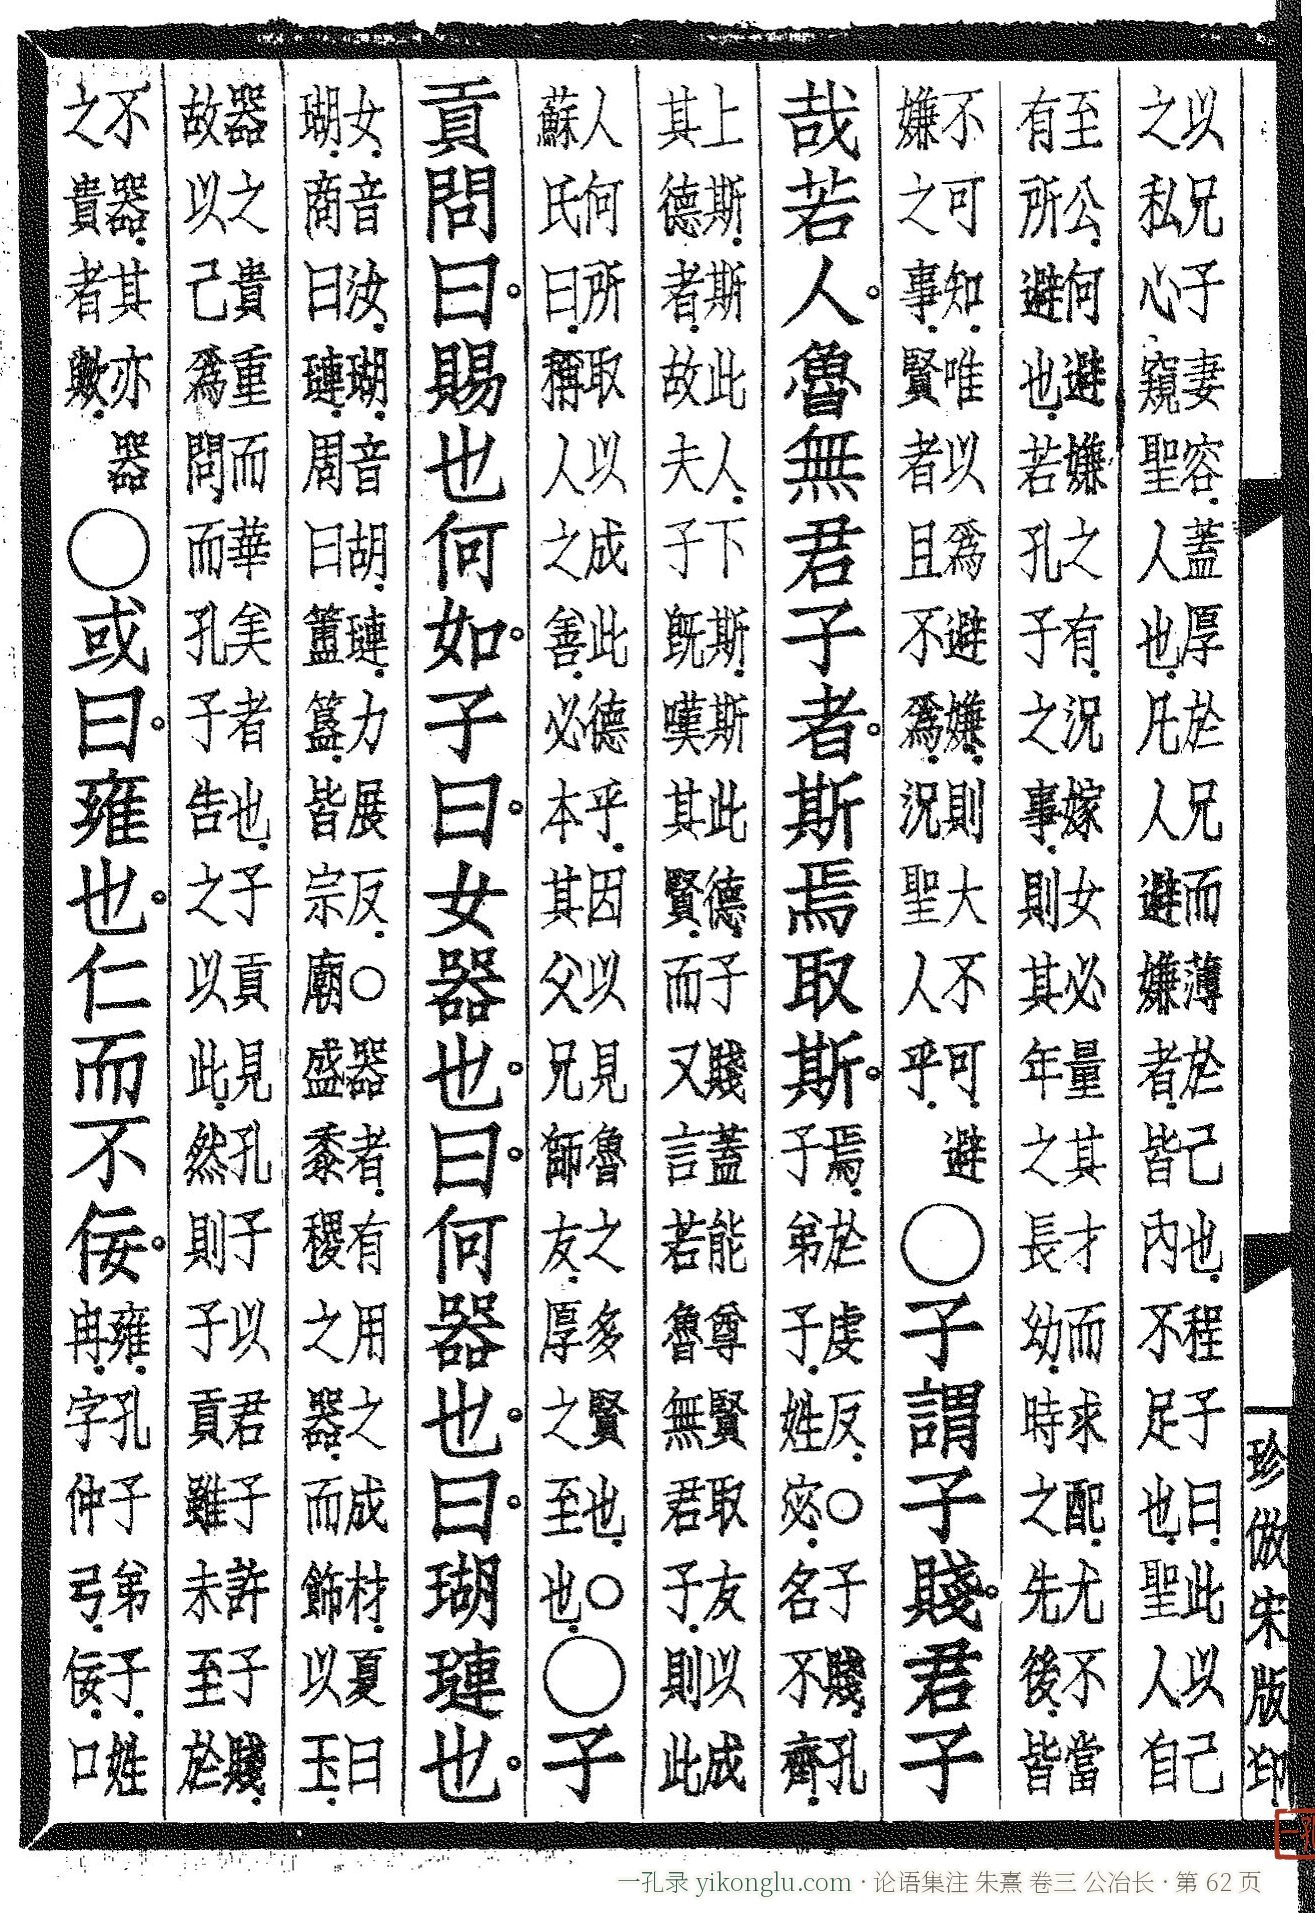 珍倣宋版印
以兄子妻容。蓋厚於兄而薄於己也。程子曰。此以己
之私心窺聖人也。凡人避嫌者。皆內不足也。聖人自
至公。何避嫌之有。況嫁女必量其才而求配。尤不當
有所避也。若孔子之事。則其年之長幼。時之先後。皆
不可知。唯以爲避嫌。則大不可。避
嫌之事。賢者且不爲。況聖人乎。
○子謂子賤。君子
哉若人。魯無君子者。斯焉取斯。
焉。於虔反。○子賤。孔
子弟子。姓宓。名不齊。
上斯斯。此人。下斯斯此德。子賤蓋能尊賢取友以成
其德者。故夫子既嘆其賢。而又言若魯無君子。則此
人何所取以成此德乎。因以見魯之多賢也。○
蘇氏曰。稱人之善。必本其父兄師友。厚之至也。
○子
貢問曰。賜也何如。子曰。女器也。曰。何器也。曰。瑚璉也。
女。音汝。瑚。音胡。璉。力展反。○器者。有用之成材。夏曰
瑚。商曰璉。周曰簠簋。皆宗廟盛黍稷之器。而飾以玉。
器之貴重而華美者也。子貢見孔子以君子許子賤。
故以己爲問。而孔子告之以此。然則子貢雖未至於
不器。其亦器
之貴者歟。
○或曰。雍也。仁而不佞。
雍。孔子弟子。姓
冉。字仲弓。佞。口
一孔录 yikonglu.com · 论语集注 朱熹 卷三 公冶长 · 第 62 页